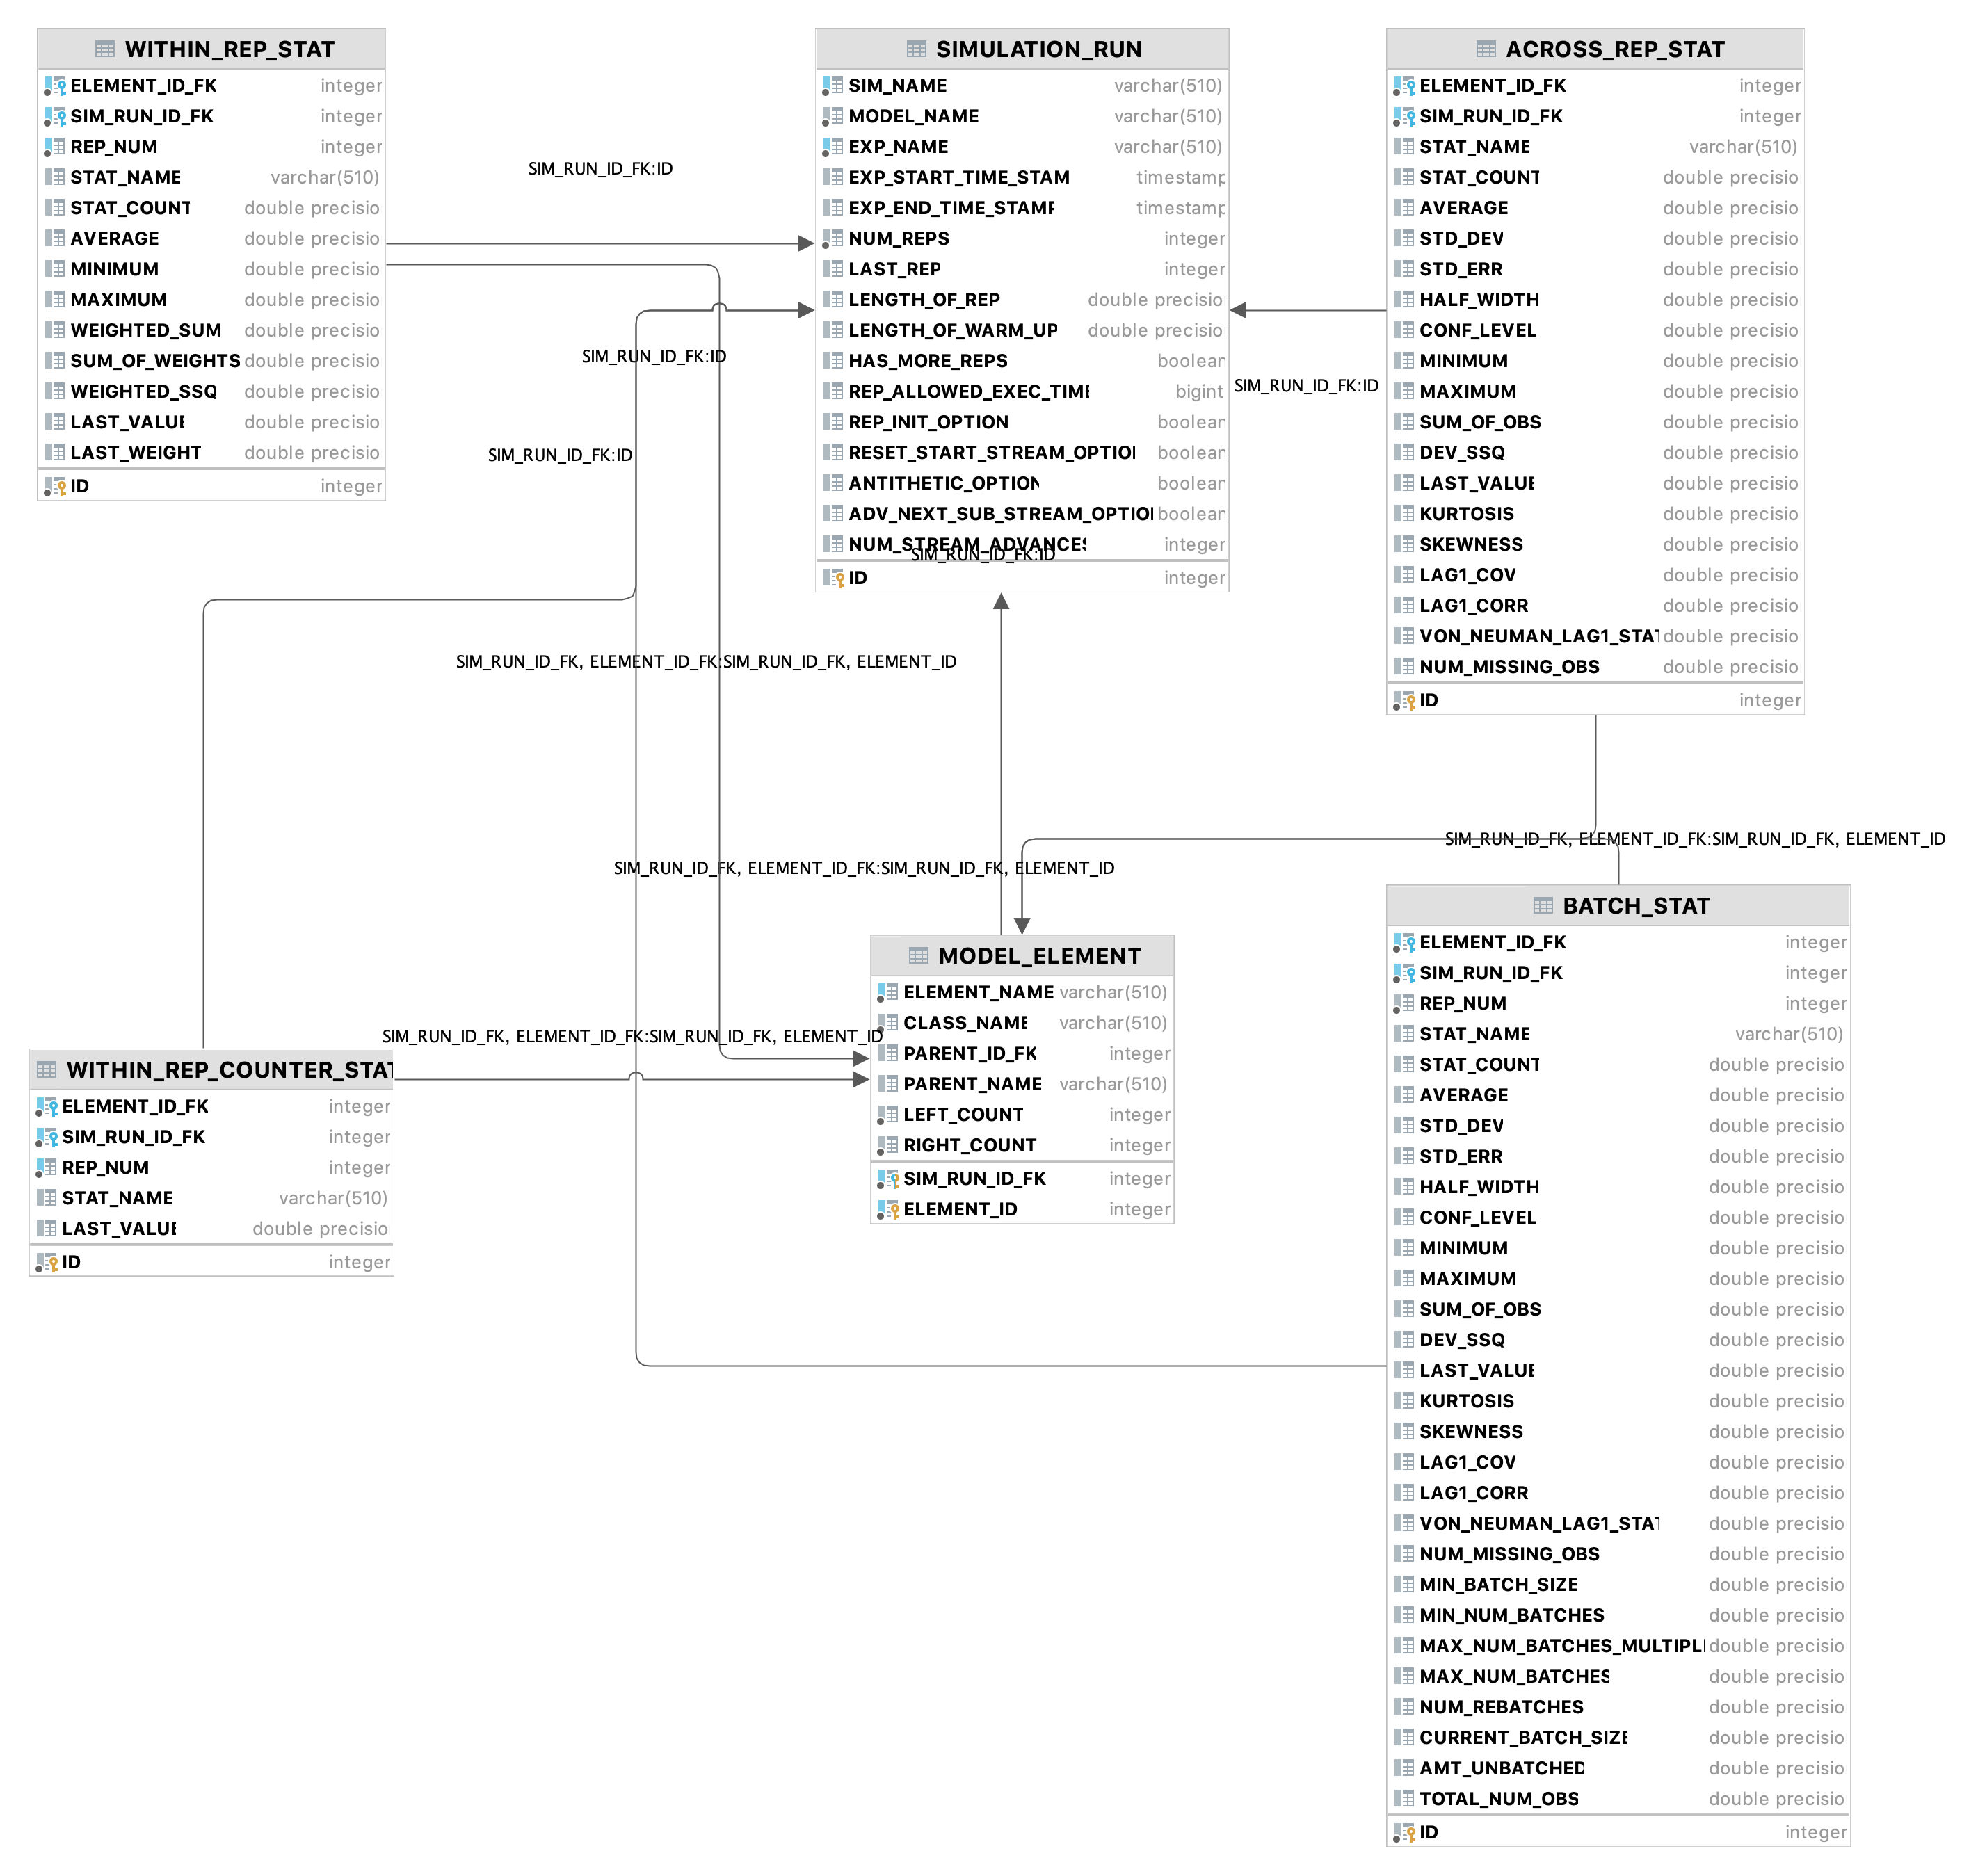 WITHIN_REP_STAT
ELEMENT_ID_FK integer
SIM_RUN_ID_FK integer
REP_NUM integer
STAT_NAME varchar(510)
STAT_COUNT double precisio
AVERAGE double precisio
MINIMUM double precisio
MAXIMUM double precisio
WEIGHTED_SUM double precisio
SUM_OF_WEIGHTS double precisio
WEIGHTED_SSQ double precisio
LAST_VALUE double precisio
LAST_WEIGHT double precisio
ID integer
SIM_RUN_ID_FK:ID
SIM_RUN_ID_FK:ID
SIM_RUN_ID_FK:ID
SIMULATION_RUN
SIM_NAME varchar(510)
MODEL_NAME varchar(510)
EXP_NAME varchar(510)
EXP_START_TIME_STAM timestamp
EXP_END_TIME_STAMP timestamp
NUM_REPS integer
LAST_REP integer
LENGTH_OF_REP double precisio
LENGTH_OF_WARM_UP double precisio
HAS_MORE_REPS boolean
REP_ALLOWED_EXEC_TIME bigint
REP_INIT_OPTION boolean
RESET_START_STREAM_OPTIO boolean
ANTITHETIC_OPTION boolean
ADV_NEXT_SUB_STREAM_OPTIO boolean
NUM_STREAM_ADVANCES integer
SIM_RUN_ID_FK:ID
ID integer
SIM_RUN_ID_FK:ID
ACROSS_REP_STAT
ELEMENT_ID_FK integer
SIM_RUN_ID_FK integer
STAT_NAME varchar(510)
STAT_COUNT double precisio
AVERAGE double precisio
STD_DEV double precisio
STD_ERR double precisio
HALF_WIDTH double precisio
CONF_LEVEL double precisio
MINIMUM double precisio
MAXIMUM double precisio
SUM_OF_OBS double precisio
DEV_SSQ double precisio
LAST_VALUE double precisio
KURTOSIS double precisio
SKEWNESS double precisio
LAG1_COV double precisio
LAG1_CORR double precisio
VON_NEUMAN_LAG1_STAT double precisio
NUM_MISSING_OBS double precisio
ID integer
SIM_RUN_ID_FK, ELEMENT_ID_FK:SIM_RUN_ID_FK, ELEMENT_ID
SIM_RUN_ID_FK, ELEMENT_ID_FK:SIM_RUN_ID_FK, ELEMENT_ID
SIM_RUN_ID_FK, ELEMENT_ID_FK:SIM_RUN_ID_FK, ELEMENT_ID
SIM_RUN_ID_FK, ELEMENT_ID_FK:SIM_RUN_ID_FK, ELEMENT_ID
WITHIN_REP_COUNTER_STAT
ELEMENT_ID_FK integer
SIM_RUN_ID_FK integer
REP_NUM integer
STAT_NAME varchar(510)
LAST_VALUE double precisio
ID integer
MODEL_ELEMENT
ELEMENT_NAME varchar(510)
CLASS_NAME varchar(510)
PARENT_ID_FK integer
PARENT_NAME varchar(510)
LEFT_COUNT integer
RIGHT_COUNT integer
SIM_RUN_ID_FK integer
ELEMENT_ID integer
BATCH_STAT
ELEMENT_ID_FK integer
SIM_RUN_ID_FK integer
REP_NUM integer
STAT_NAME varchar(510)
STAT_COUNT double precisio
AVERAGE double precisio
STD_DEV double precisio
STD_ERR double precisio
HALF_WIDTH double precisio
CONF_LEVEL double precisio
MINIMUM double precisio
MAXIMUM double precisio
SUM_OF_OBS double precisio
DEV_SSQ double precisio
LAST_VALUE double precisio
KURTOSIS double precisio
SKEWNESS double precisio
LAG1_COV double precisio
LAG1_CORR double precisio
VON_NEUMAN_LAG1_STAT double precisio
NUM_MISSING_OBS double precisio
MIN_BATCH_SIZE double precisio
MIN_NUM_BATCHES double precisio
MAX_NUM_BATCHES_MULTIPL double precisio
MAX_NUM_BATCHES double precisio
NUM_REBATCHES double precisio
CURRENT_BATCH_SIZE double precisio
AMT_UNBATCHED double precisio
TOTAL_NUM_OBS double precisio
ID integer